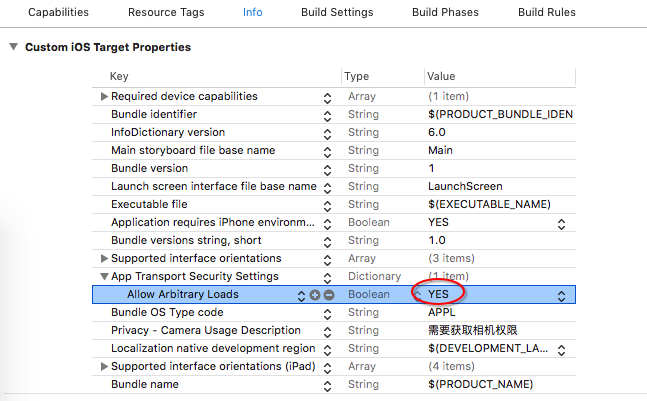 Capabilities Resource Tags Info Build Settings Build Phases Build Rules
Custom iOS Target Properties
Key Type Value
Required device capabilities Array (1 item)
Bundle identifier String $(PRODUCT_BUNDLE_IDEN
InfoDictionary version String 6.0
Main storyboard file base name String Main
Bundle version String 1
Launch screen interface file base name String LaunchScreen
Executable file String $(EXECUTABLE_NAME)
Application requires iPhone environm... Boolean YES
Bundle versions string, short String 1.0
Supported interface orientations Array (3 items)
App Transport Security Settings Dictionary (1 item)
Allow Arbitrary Loads Boolean YES
Bundle OS Type code String APPL
Privacy - Camera Usage Description String 需要获取相机权限
Localization native development region String $(DEVELOPMENT_LA...
Supported interface orientations (iPad) Array (4 items)
Bundle name String $(PRODUCT_NAME)